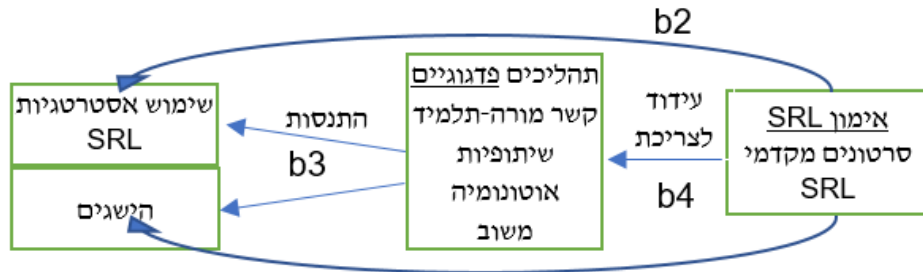 b2
אימון SRL
סרטונים מקדמי
SRL
עידוד
לצריכת
b4
תהליכים פדגוגיים
קשר מורה-תלמיד
שיתופיות
אוטונומיה
משוב
התנסות
b3
שימוש אסטרטגיות
SRL
הישגים